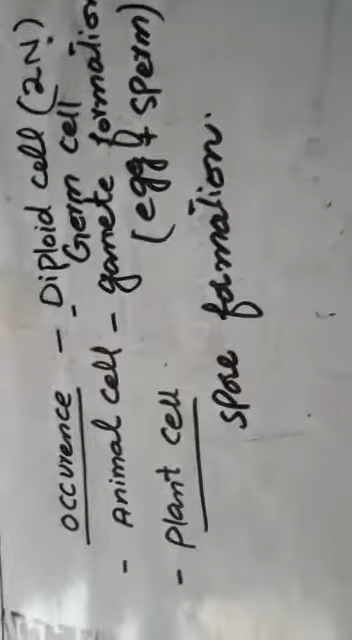 occurence - Diploid cell (2N)
- Germ cell
- Animal cell - gamete formation
(egg & sperm)
- Plant cell
spore formation.